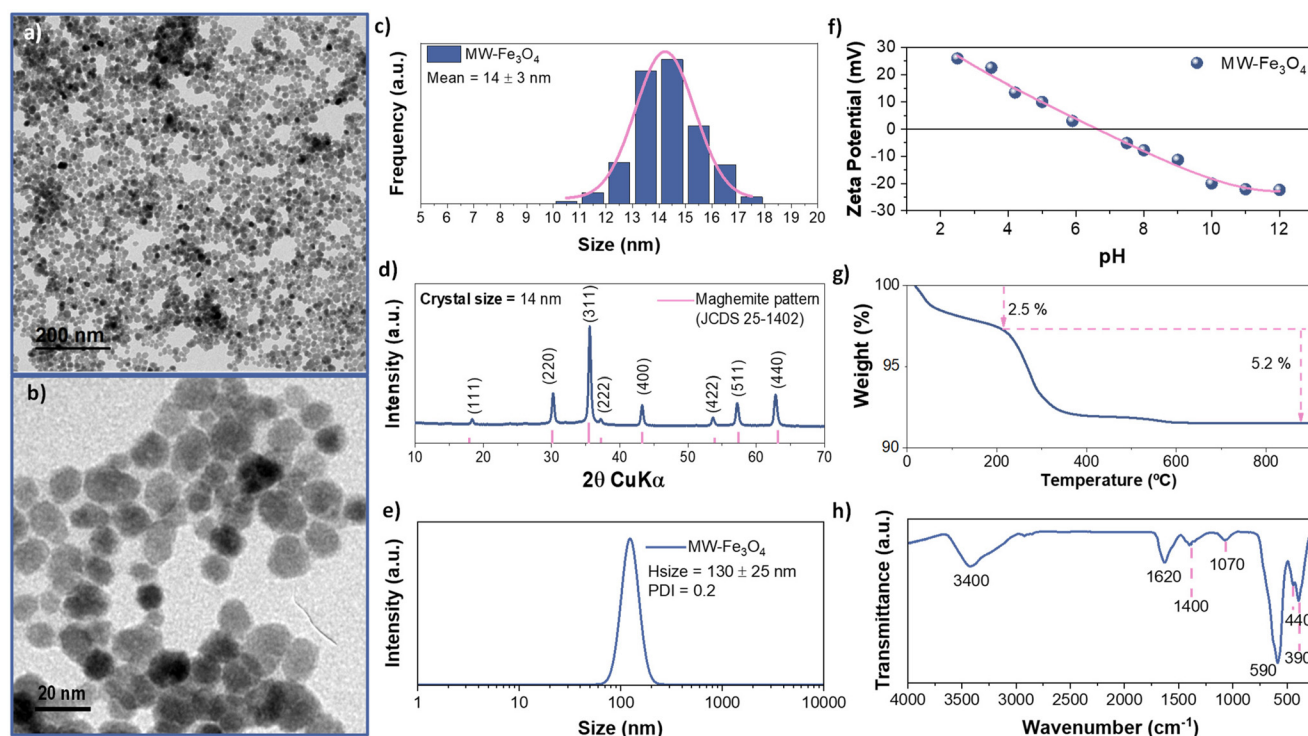 a)
200 nm
b)
20 nm
c)
MW-Fe₃O₄
Mean = 14 ± 3 nm
Frequency (a.u.)
5 6 7 8 9 10 11 12 13 14 15 16 17 18 19 20
Size (nm)
d)
Crystal size = 14 nm
Maghemite pattern
(JCDS 25-1402)
(111)
(220)
(311)
(222)
(400)
(422)
(511)
(440)
Intensity (a.u.)
10 20 30 40 50 60 70
2θ CuKα
e)
MW-Fe₃O₄
Hsize = 130 ± 25 nm
PDI = 0.2
Intensity (a.u.)
1 10 100 1000 10000
Size (nm)
f)
MW-Fe₃O₄
Zeta Potential (mV)
30
20
10
0
-10
-20
-30
2 4 6 8 10 12
pH
g)
Weight (%)
100
95
90
2.5 %
5.2 %
0 200 400 600 800
Temperature (ºC)
h)
Transmittance (a.u.)
3400
1620
1400
1070
590
440
390
4000 3500 3000 2500 2000 1500 1000 500
Wavenumber (cm⁻¹)